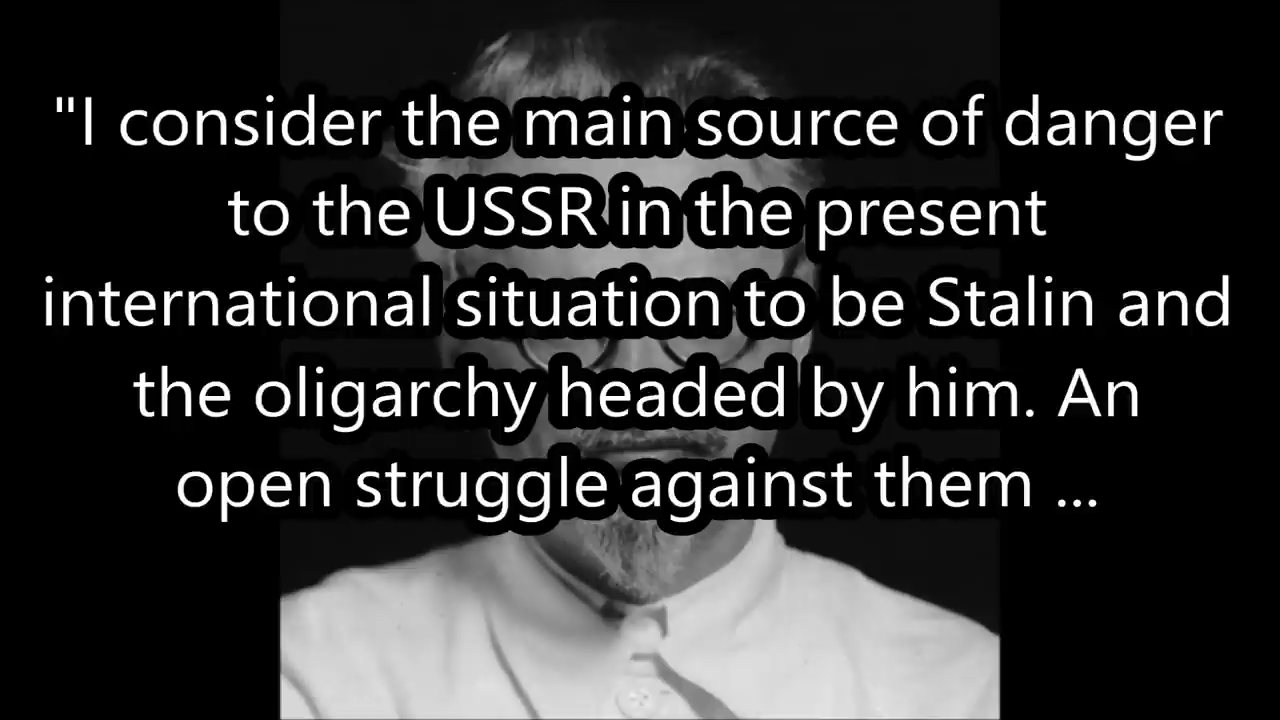 "I consider the main source of danger
to the USSR in the present
international situation to be Stalin and
the oligarchy headed by him. An
open struggle against them ...